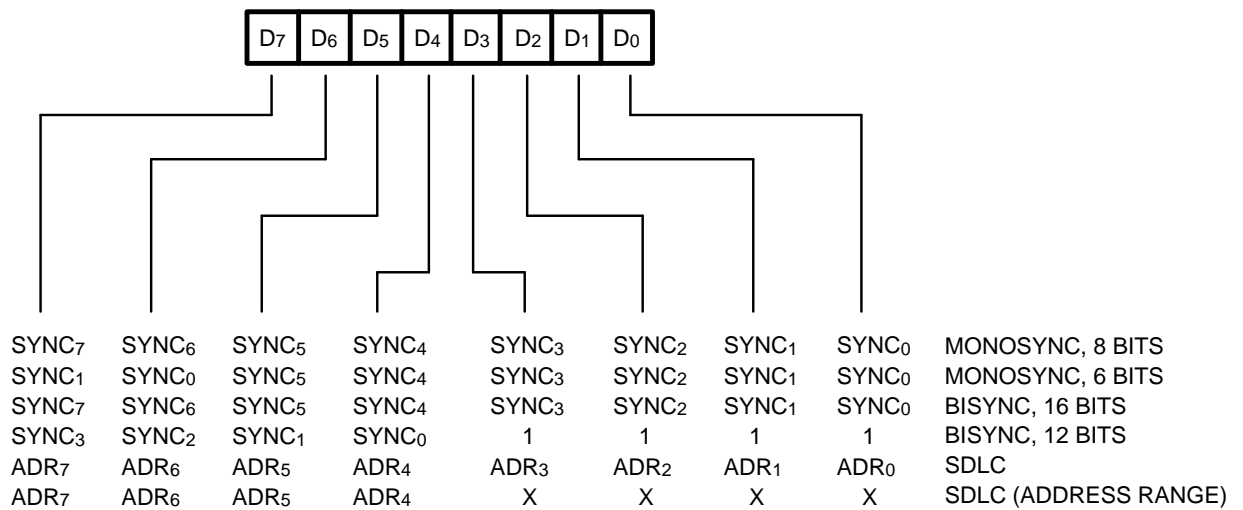 D7 D6 D5 D4 D3 D2 D1 D0
SYNC7 SYNC6 SYNC5 SYNC4 SYNC3 SYNC2 SYNC1 SYNC0 MONOSYNC, 8 BITS
SYNC1 SYNC0 SYNC5 SYNC4 SYNC3 SYNC2 SYNC1 SYNC0 MONOSYNC, 6 BITS
SYNC7 SYNC6 SYNC5 SYNC4 SYNC3 SYNC2 SYNC1 SYNC0 BISYNC, 16 BITS
SYNC3 SYNC2 SYNC1 SYNC0 1 1 1 1 BISYNC, 12 BITS
ADR7 ADR6 ADR5 ADR4 ADR3 ADR2 ADR1 ADR0 SDLC
ADR7 ADR6 ADR5 ADR4 X X X X SDLC (ADDRESS RANGE)